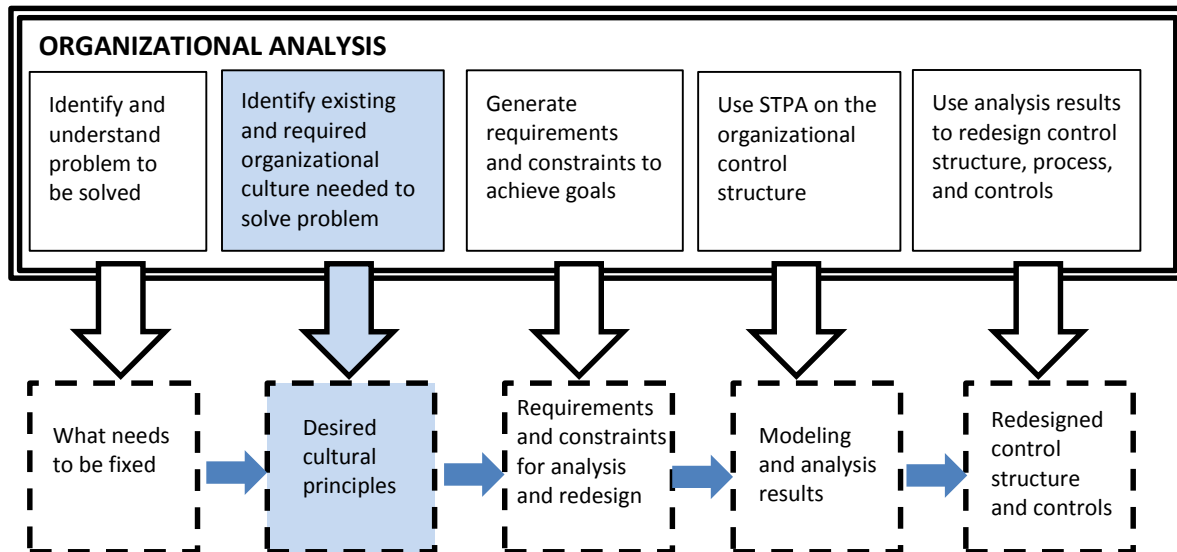 ORGANIZATIONAL ANALYSIS
Identify and
understand
problem to
be solved
Identify existing
and required
organizational
culture needed to
solve problem
Generate
requirements
and constraints to
achieve goals
Use STPA on the
organizational
control
structure
Use analysis results
to redesign control
structure, process,
and controls
What needs
to be fixed
Desired
cultural
principles
Requirements
and constraints
for analysis
and redesign
Modeling
and analysis
results
Redesigned
control
structure
and controls